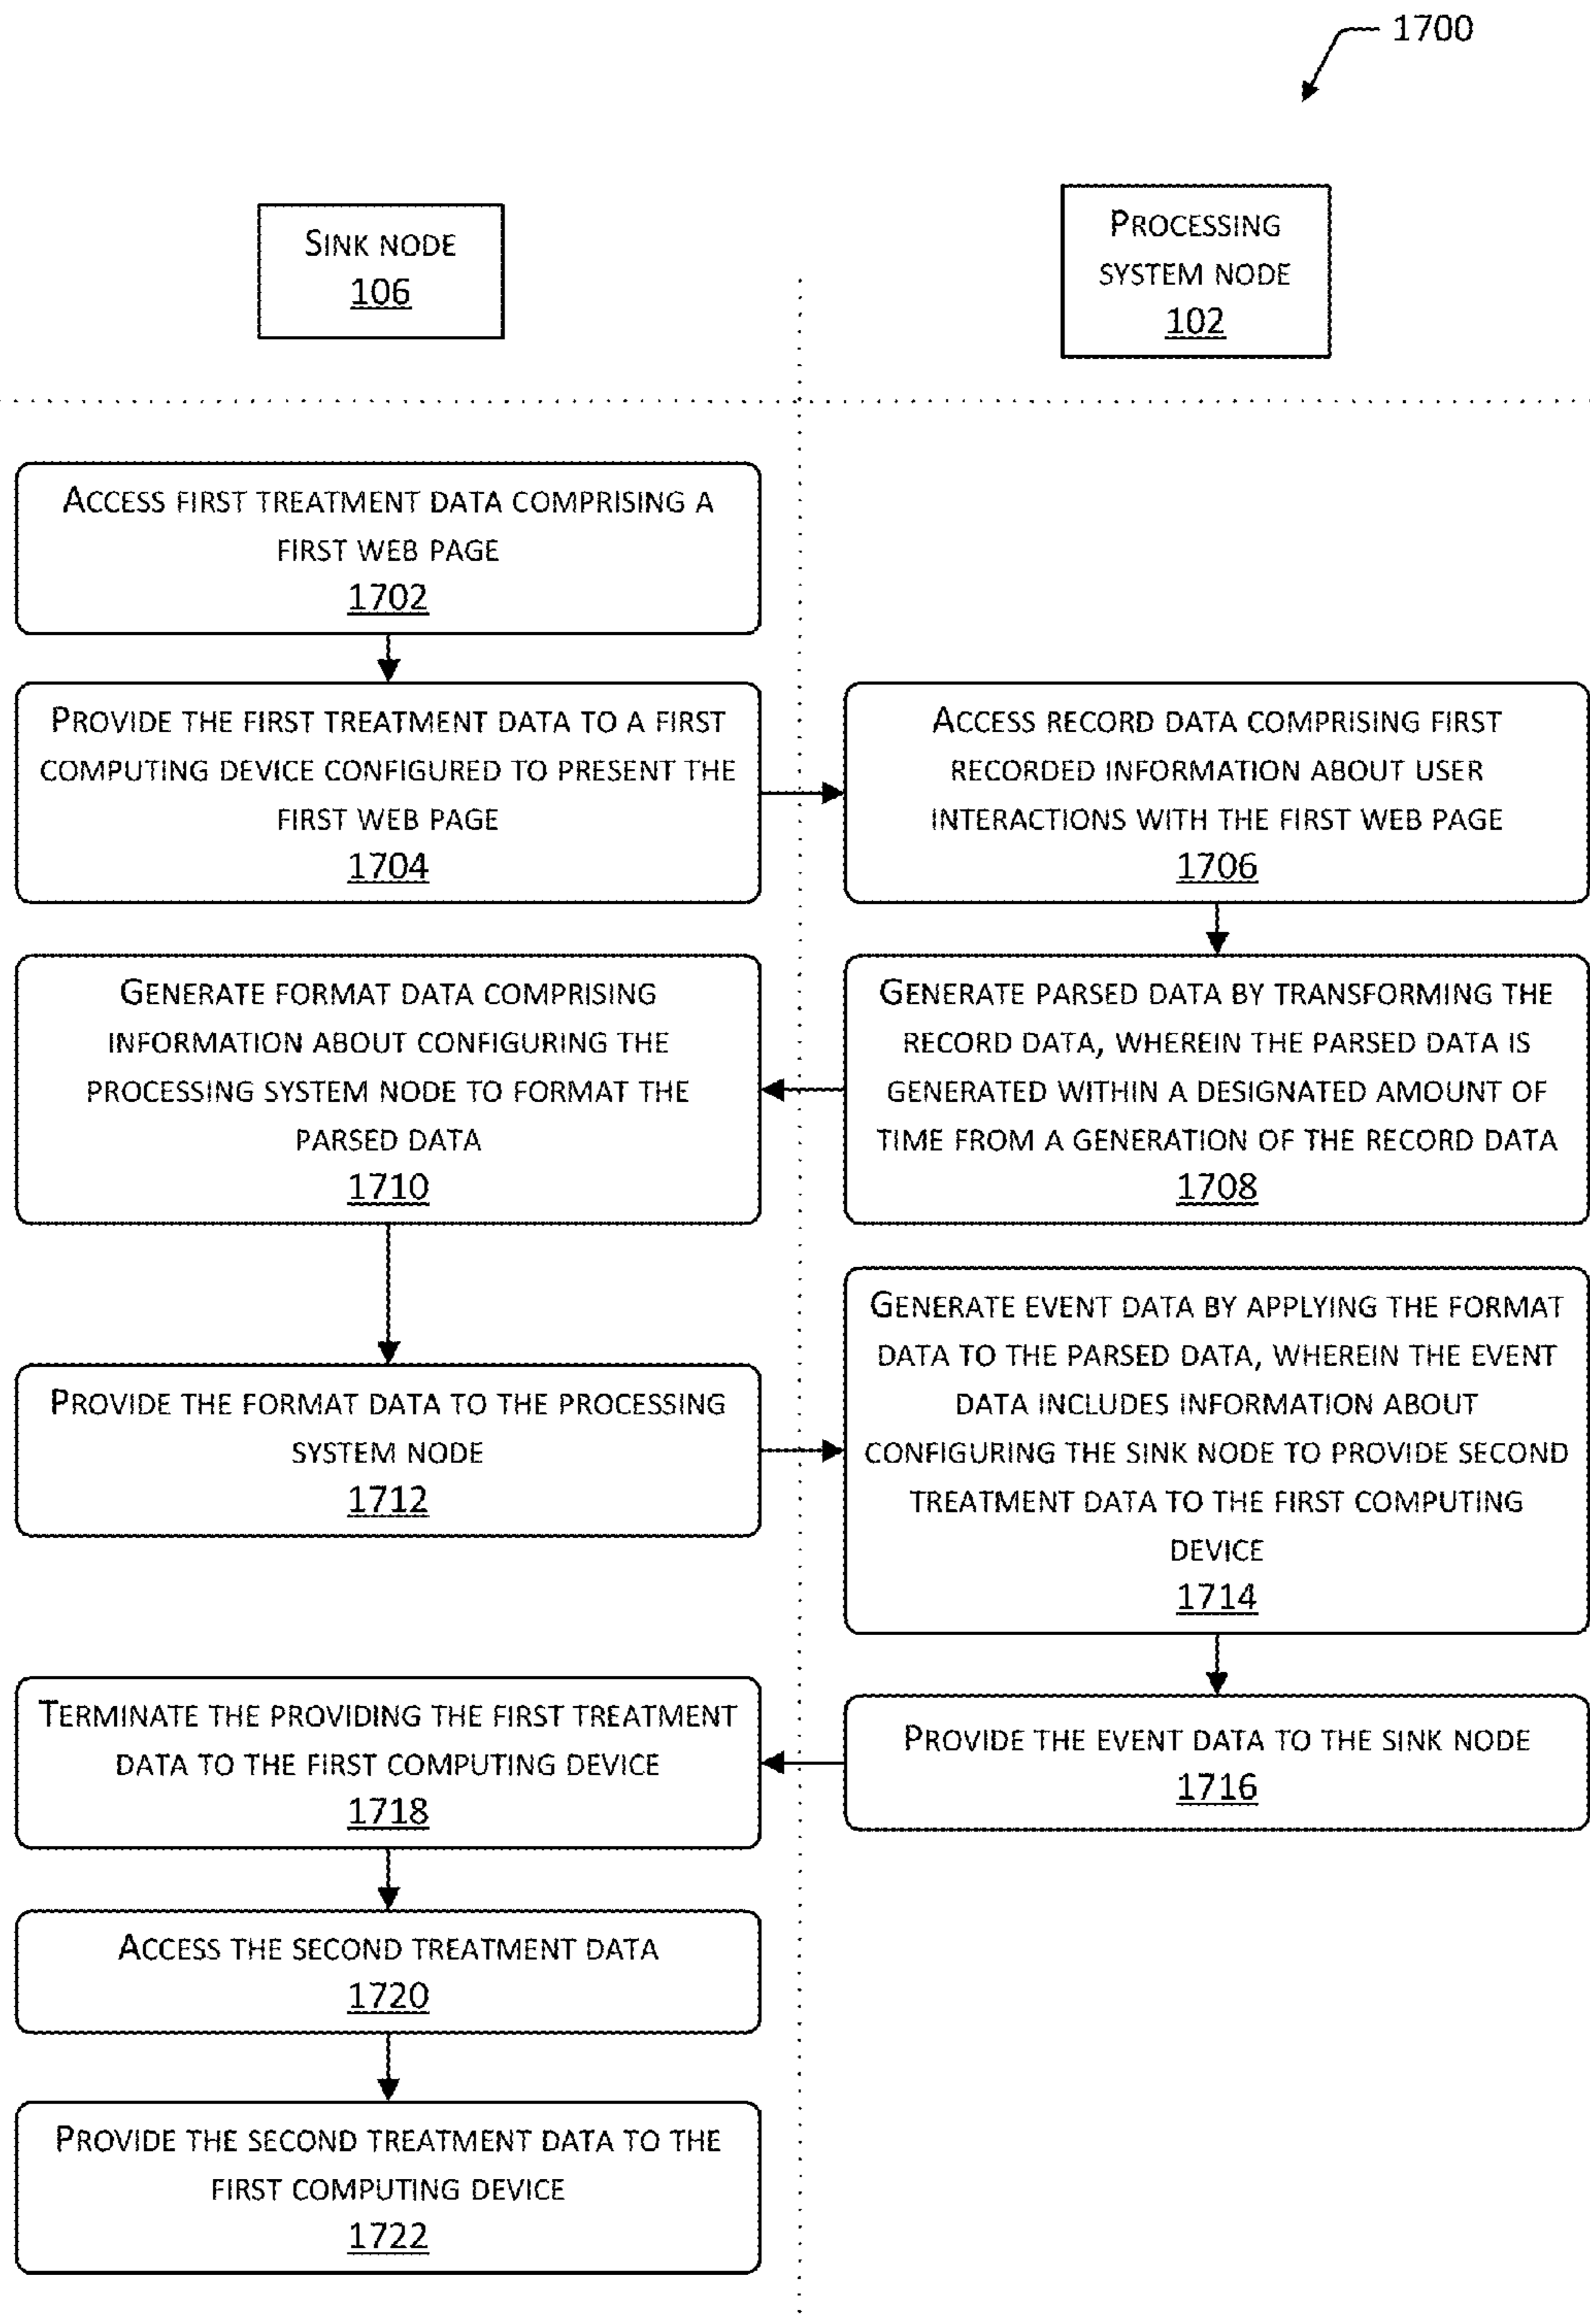 1700
SINK NODE
106
PROCESSING
SYSTEM NODE
102
ACCESS FIRST TREATMENT DATA COMPRISING A
FIRST WEB PAGE
1702
PROVIDE THE FIRST TREATMENT DATA TO A FIRST
COMPUTING DEVICE CONFIGURED TO PRESENT THE
FIRST WEB PAGE
1704
ACCESS RECORD DATA COMPRISING FIRST
RECORDED INFORMATION ABOUT USER
INTERACTIONS WITH THE FIRST WEB PAGE
1706
GENERATE PARSED DATA BY TRANSFORMING THE
RECORD DATA, WHEREIN THE PARSED DATA IS
GENERATED WITHIN A DESIGNATED AMOUNT OF
TIME FROM A GENERATION OF THE RECORD DATA
1708
GENERATE FORMAT DATA COMPRISING
INFORMATION ABOUT CONFIGURING THE
PROCESSING SYSTEM NODE TO FORMAT THE
PARSED DATA
1710
PROVIDE THE FORMAT DATA TO THE PROCESSING
SYSTEM NODE
1712
GENERATE EVENT DATA BY APPLYING THE FORMAT
DATA TO THE PARSED DATA, WHEREIN THE EVENT
DATA INCLUDES INFORMATION ABOUT
CONFIGURING THE SINK NODE TO PROVIDE SECOND
TREATMENT DATA TO THE FIRST COMPUTING
DEVICE
1714
PROVIDE THE EVENT DATA TO THE SINK NODE
1716
TERMINATE THE PROVIDING THE FIRST TREATMENT
DATA TO THE FIRST COMPUTING DEVICE
1718
ACCESS THE SECOND TREATMENT DATA
1720
PROVIDE THE SECOND TREATMENT DATA TO THE
FIRST COMPUTING DEVICE
1722